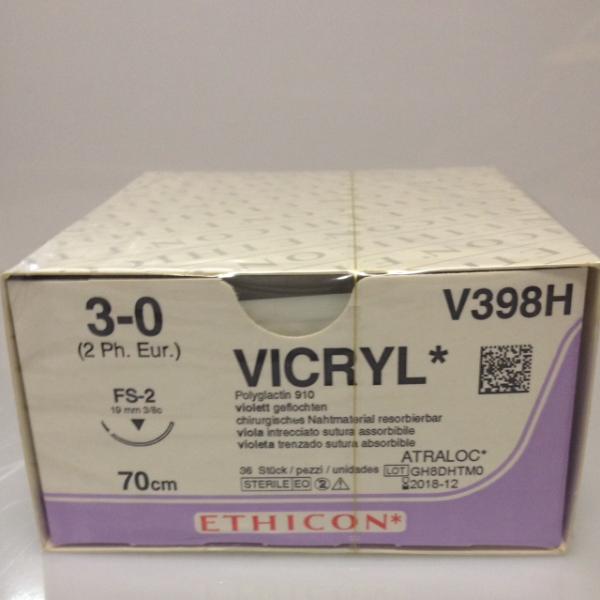 3-0
(2 Ph. Eur.)
FS-2
19 mm 3/8c
70cm
V398H
VICRYL*
Polyglactin 910
violett geflochten
chirurgisches Nahtmaterial resorbierbar
viola intrecciato sutura assorbibile
violeta trenzado sutura absorbible
ATRALOC*
36 Stück / pezzi / unidades LOT GH8DHTM0
STERILE EO 2 2018-12
ETHICON*